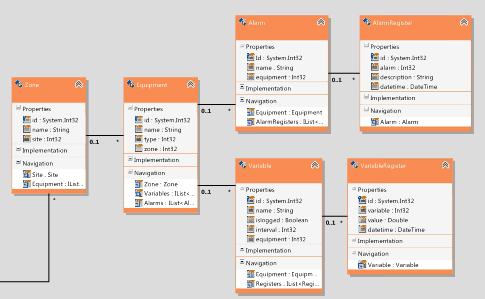 Zone
Properties
id : System.Int32
name : String
site : Int32
Implementation
Navigation
Site : Site
Equipment : IList...
*
0..1
*
Equipment
Properties
id : System.Int32
name : String
type : Int32
zone : Int32
Implementation
Navigation
Zone : Zone
Variables : IList<...
Alarms : IList<Al...
0..1
*
0..1
*
Alarm
Properties
Id : System.Int32
name : String
equipment : Int32
Implementation
Navigation
Equipment : Equipment
AlarmRegisters : IList<...
0..1
*
AlarmRegister
Properties
id : System.Int32
alarm : Int32
description : String
datetime : DateTime
Implementation
Navigation
Alarm : Alarm
Variable
Properties
id : System.Int32
name : String
islogged : Boolean
interval : Int32
equipment : Int32
Implementation
Navigation
Equipment : Equipm...
Registers : IList<Regi...
0..1
*
VariableRegister
Properties
id : System.Int32
variable : Int32
value : Double
datetime : DateTime
Implementation
Navigation
Variable : Variable